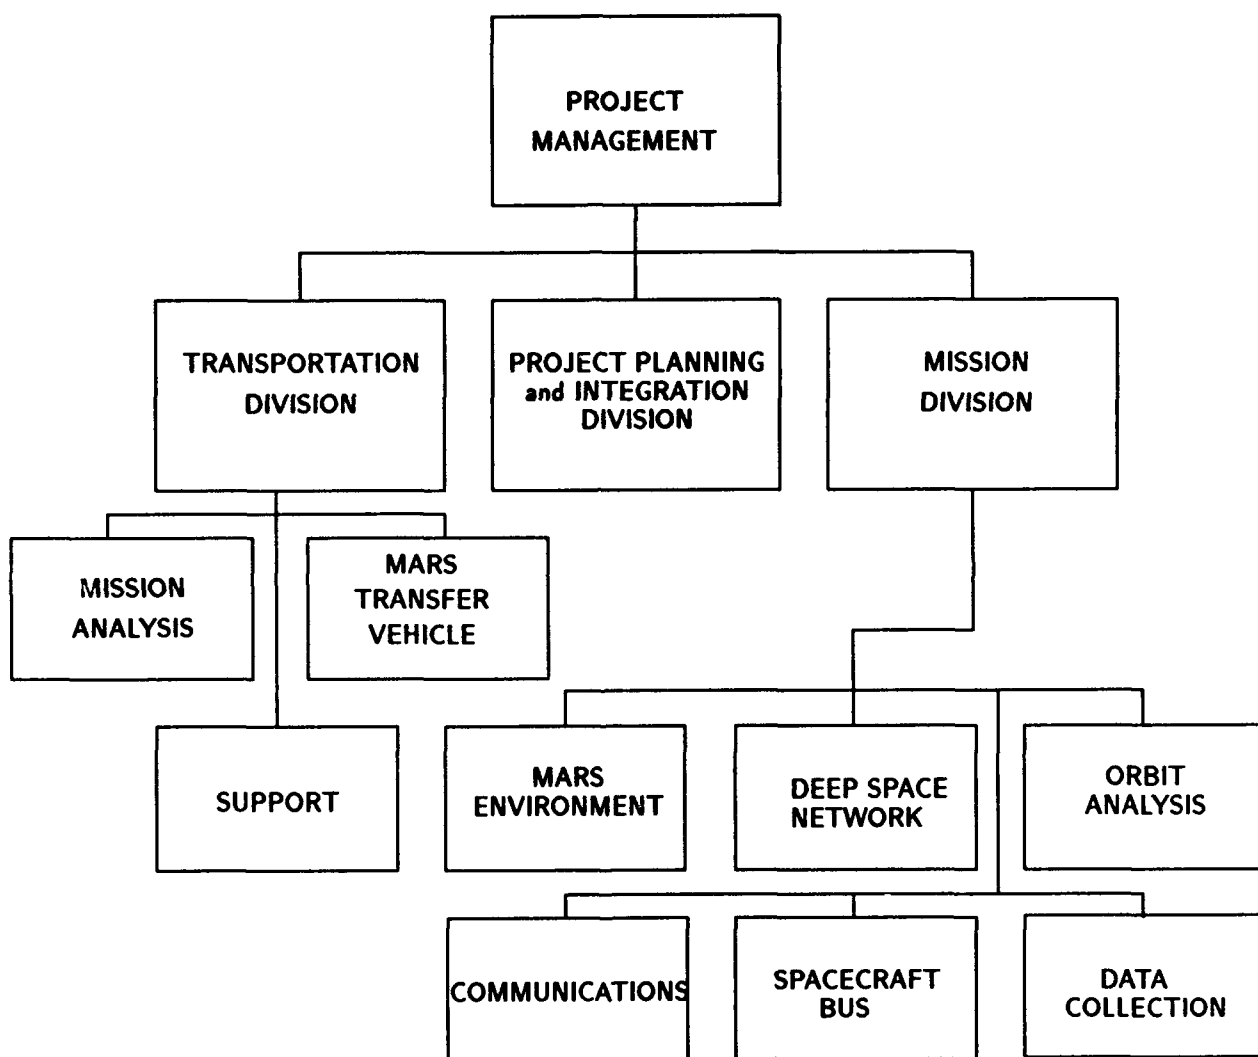 PROJECT
MANAGEMENT
TRANSPORTATION
DIVISION
PROJECT PLANNING
and INTEGRATION
DIVISION
MISSION
DIVISION
MISSION
ANALYSIS
MARS
TRANSFER
VEHICLE
SUPPORT
MARS
ENVIRONMENT
DEEP SPACE
NETWORK
ORBIT
ANALYSIS
COMMUNICATIONS
SPACECRAFT
BUS
DATA
COLLECTION